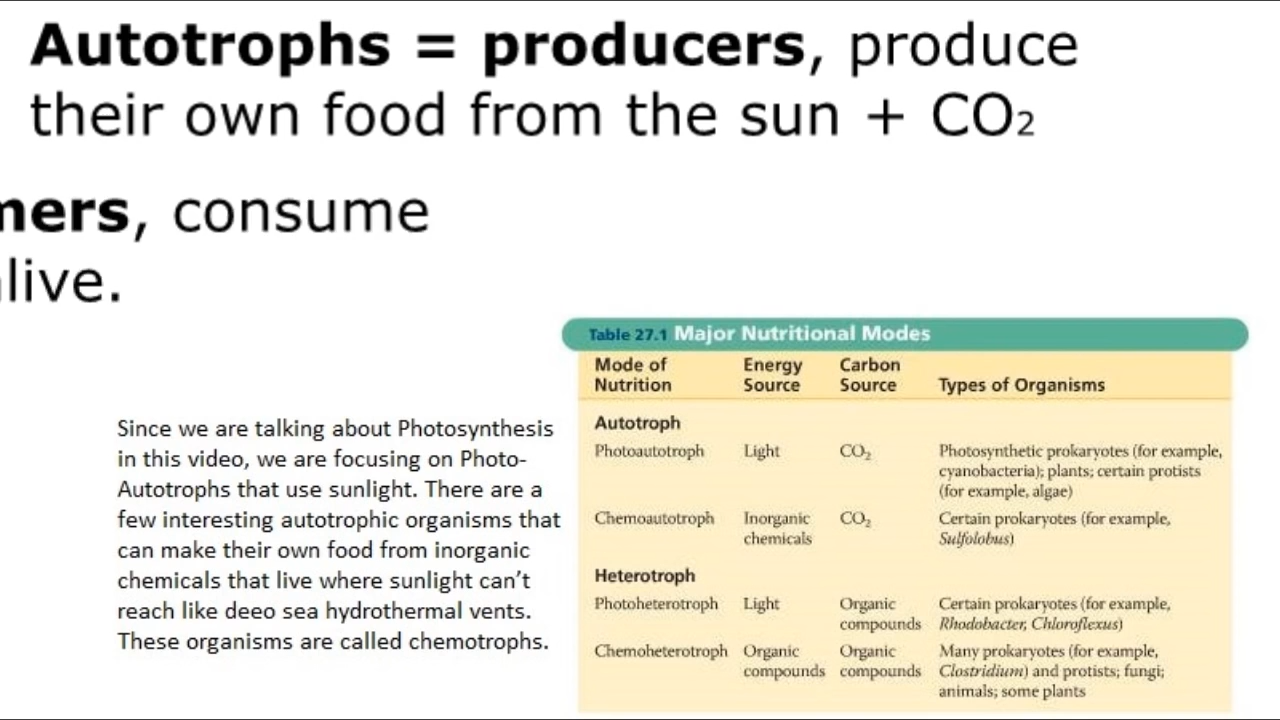 Autotrophs = producers, produce
their own food from the sun + CO₂
mers, consume
alive.
Since we are talking about Photosynthesis
in this video, we are focusing on Photo-
Autotrophs that use sunlight. There are a
few interesting autotrophic organisms that
can make their own food from inorganic
chemicals that live where sunlight can't
reach like deeo sea hydrothermal vents.
These organisms are called chemotrophs.
Table 27.1 Major Nutritional Modes
Mode of Nutrition Energy Source Carbon Source Types of Organisms
Autotroph
Photoautotroph Light CO₂ Photosynthetic prokaryotes (for example,
cyanobacteria); plants; certain protists
(for example, algae)
Chemoautotroph Inorganic chemicals CO₂ Certain prokaryotes (for example,
Sulfolobus)
Heterotroph
Photoheterotroph Light Organic compounds Certain prokaryotes (for example,
Rhodobacter, Chloroflexus)
Chemoheterotroph Organic compounds Organic compounds Many prokaryotes (for example,
Clostridium) and protists; fungi;
animals; some plants